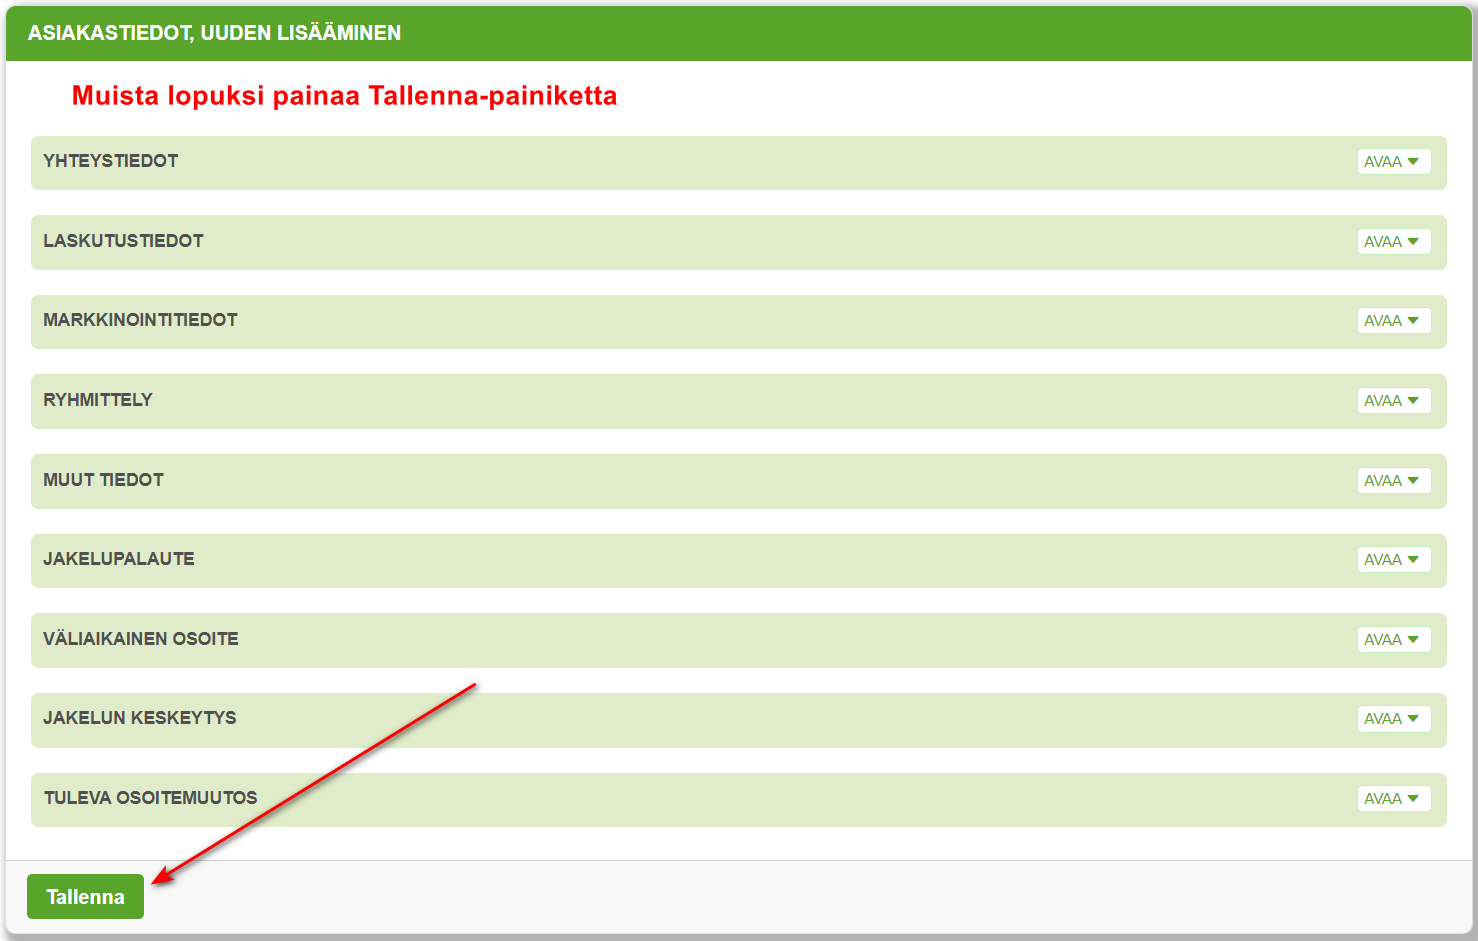 ASIAKASTIEDOT, UUDEN LISÄÄMINEN
Muista lopuksi painaa Tallenna-painiketta
YHTEYSTIEDOT AVAA
LASKUTUSTIEDOT AVAA
MARKKINOINTITIEDOT AVAA
RYHMITTELY AVAA
MUUT TIEDOT AVAA
JAKELUPALAUTE AVAA
VÄLIAIKAINEN OSOITE AVAA
JAKELUN KESKEYTYS AVAA
TULEVA OSOITEMUUTOS AVAA
Tallenna